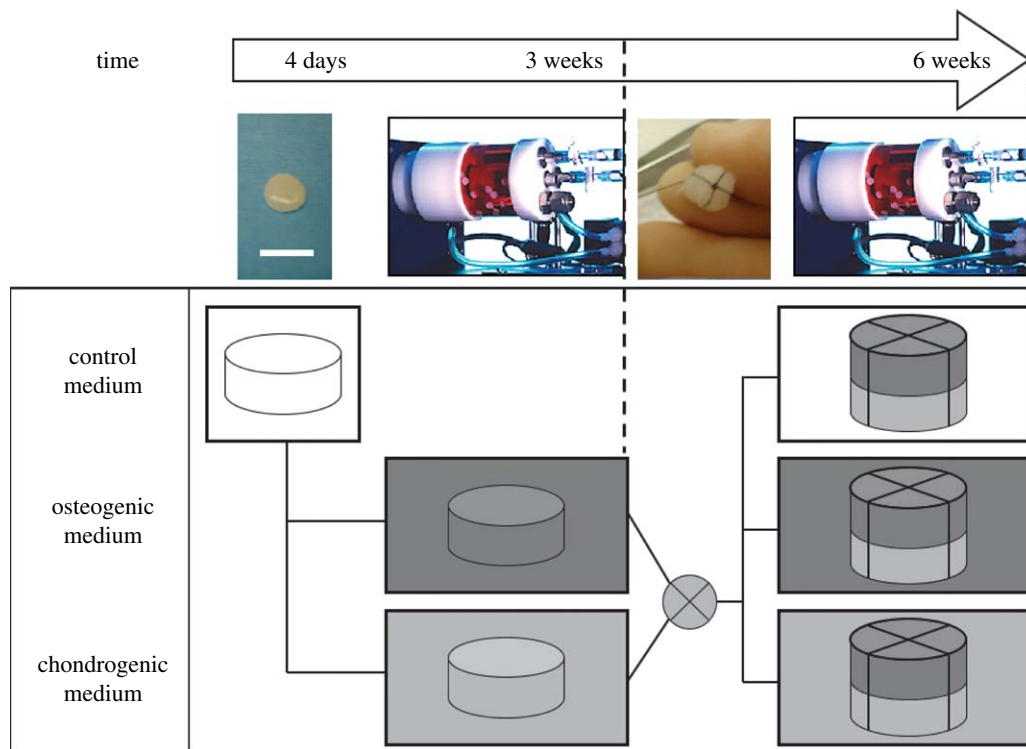 time
4 days
3 weeks
6 weeks
control
medium
osteogenic
medium
chondrogenic
medium